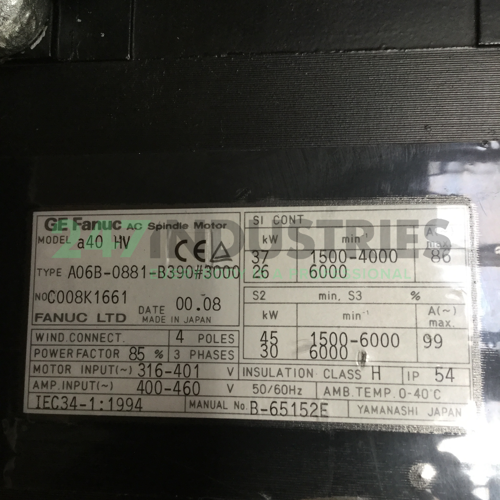 GE Fanuc AC Spindle Motor
MODEL α40 HV
TYPE A06B-0881-B390#3000
NO C008K1661
DATE 00.08
FANUC LTD MADE IN JAPAN
WIND.CONNECT. 4 POLES
POWER FACTOR 85 % 3 PHASES
MOTOR INPUT(~) 316-401 V
AMP.INPUT(~) 400-460 V
IEC34-1:1994
S1 CONT
kW min⁻¹ A(~)
37 1500-4000 86
26 6000
S2 min, S3 %
kW min⁻¹ A(~) max.
45 1500-6000 99
30 6000
INSULATION CLASS H IP 54
50/60Hz AMB.TEMP.0-40℃
MANUAL No. B-65152E YAMANASHI JAPAN
247 INDUSTRIES